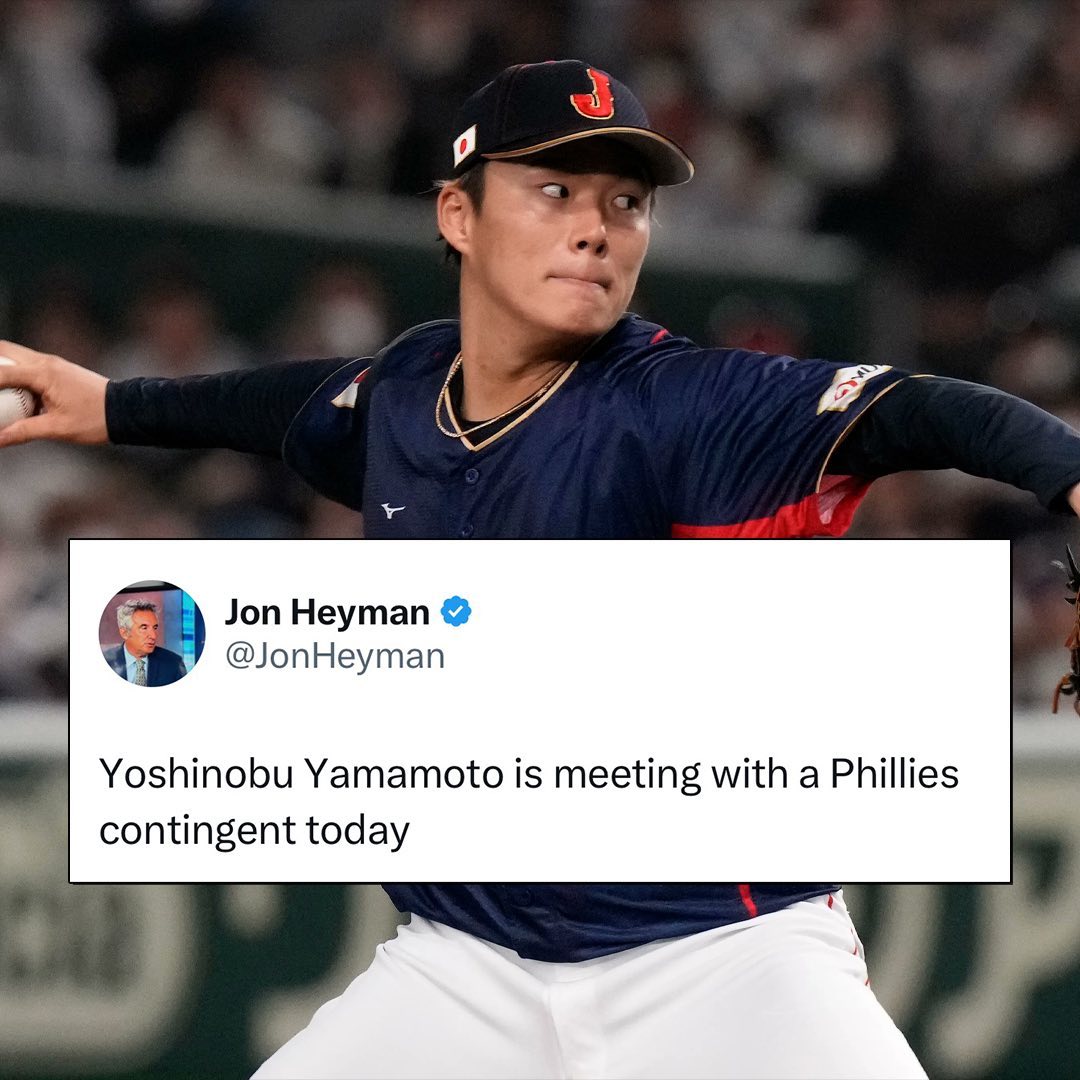 J
Jon Heyman
@JonHeyman
Yoshinobu Yamamoto is meeting with a Phillies
contingent today